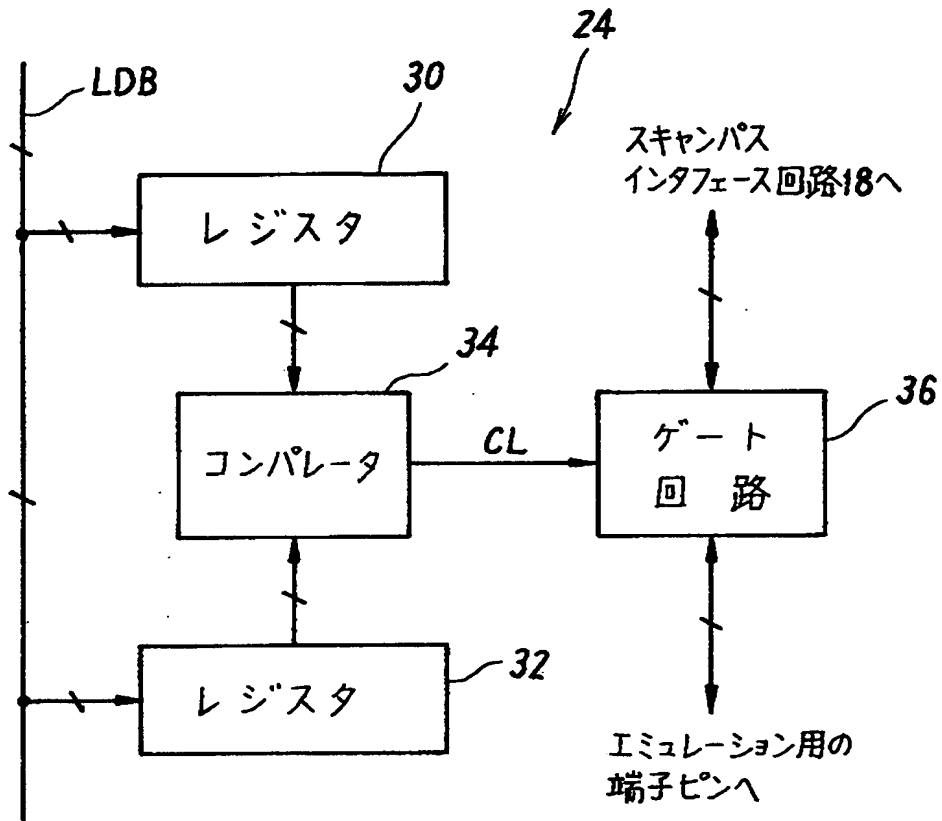 24
LDB
30
スキャンパス
インタフェース回路18へ
レジスタ
34
36
コンパレータ
CL
ゲート
回路
32
レジスタ
エミュレーション用の
端子ピンへ